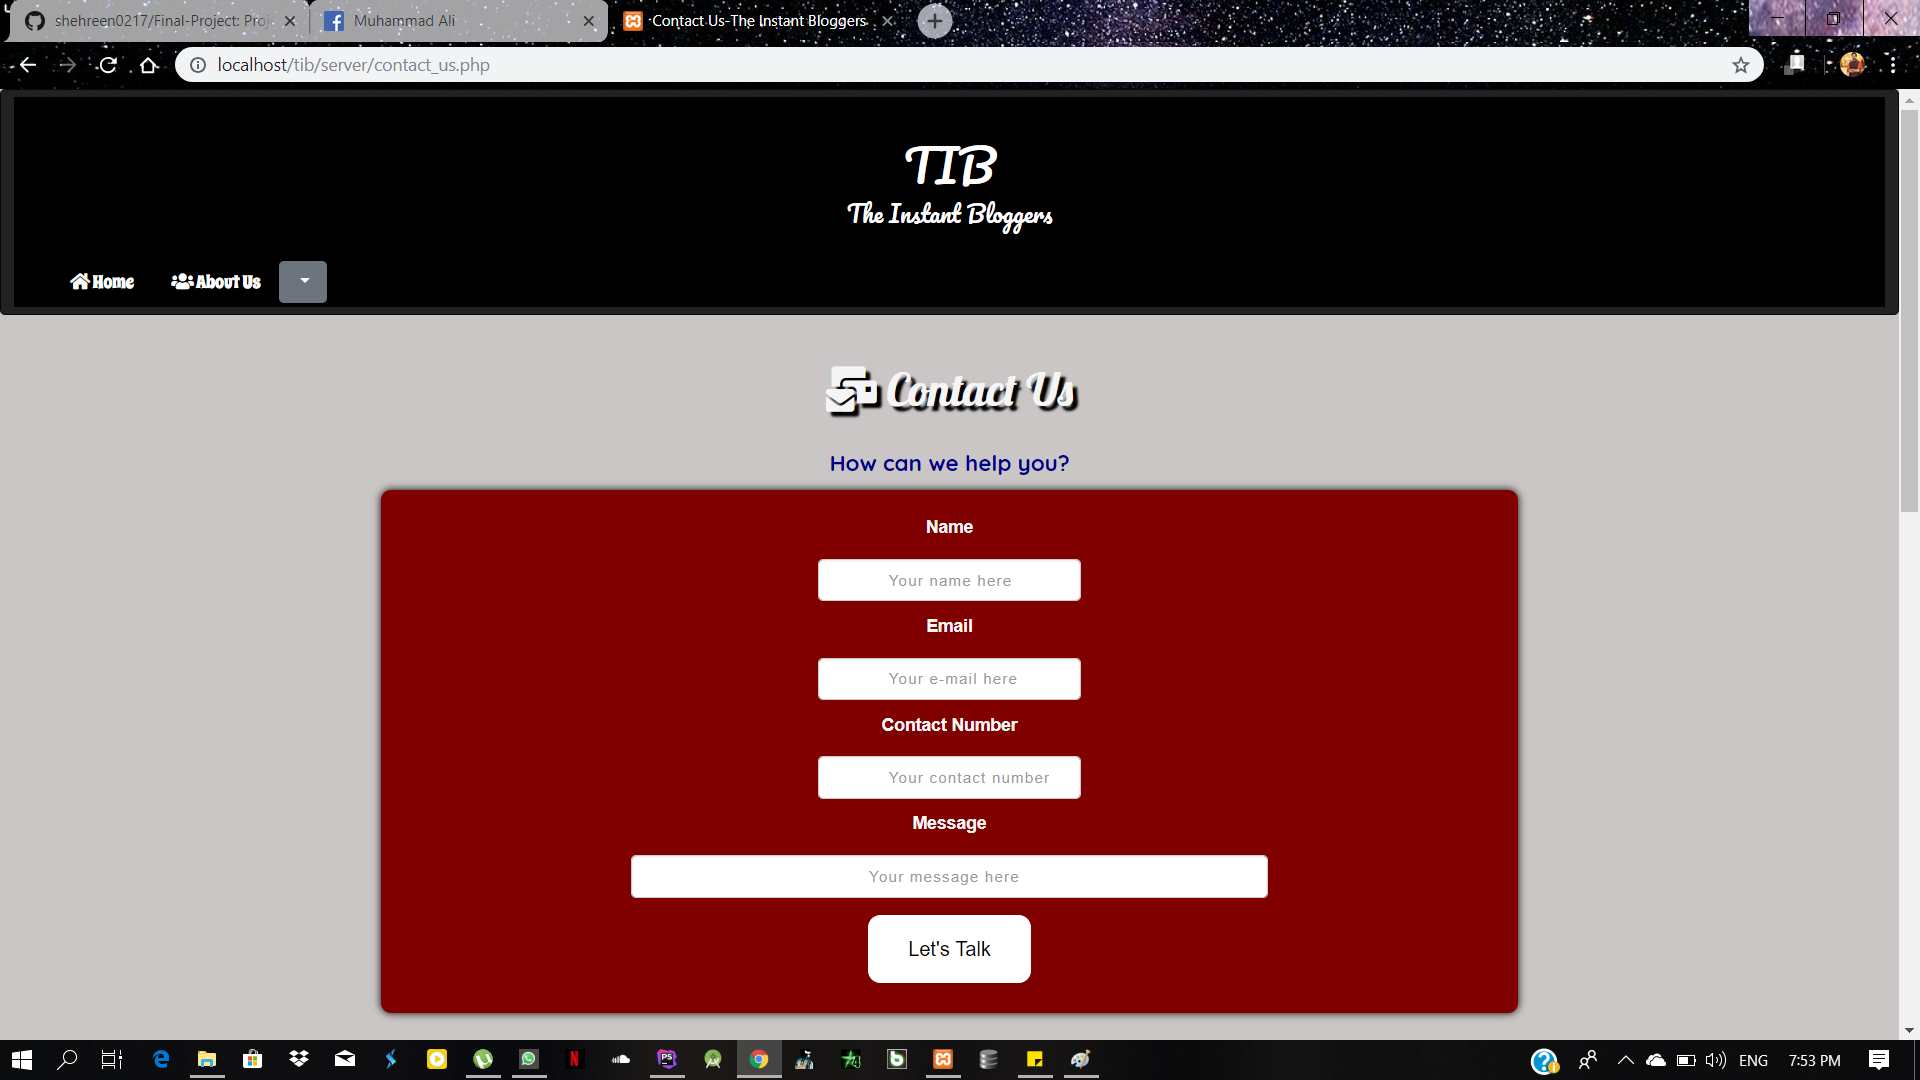 shehreen0217/Final-Project: Proj
Muhammad Ali
Contact Us-The Instant Bloggers
localhost/tib/server/contact_us.php
TIB
The Instant Bloggers
Home
About Us
Contact Us
How can we help you?
Name
Your name here
Email
Your e-mail here
Contact Number
Your contact number
Message
Your message here
Let's Talk
ENG
7:53 PM